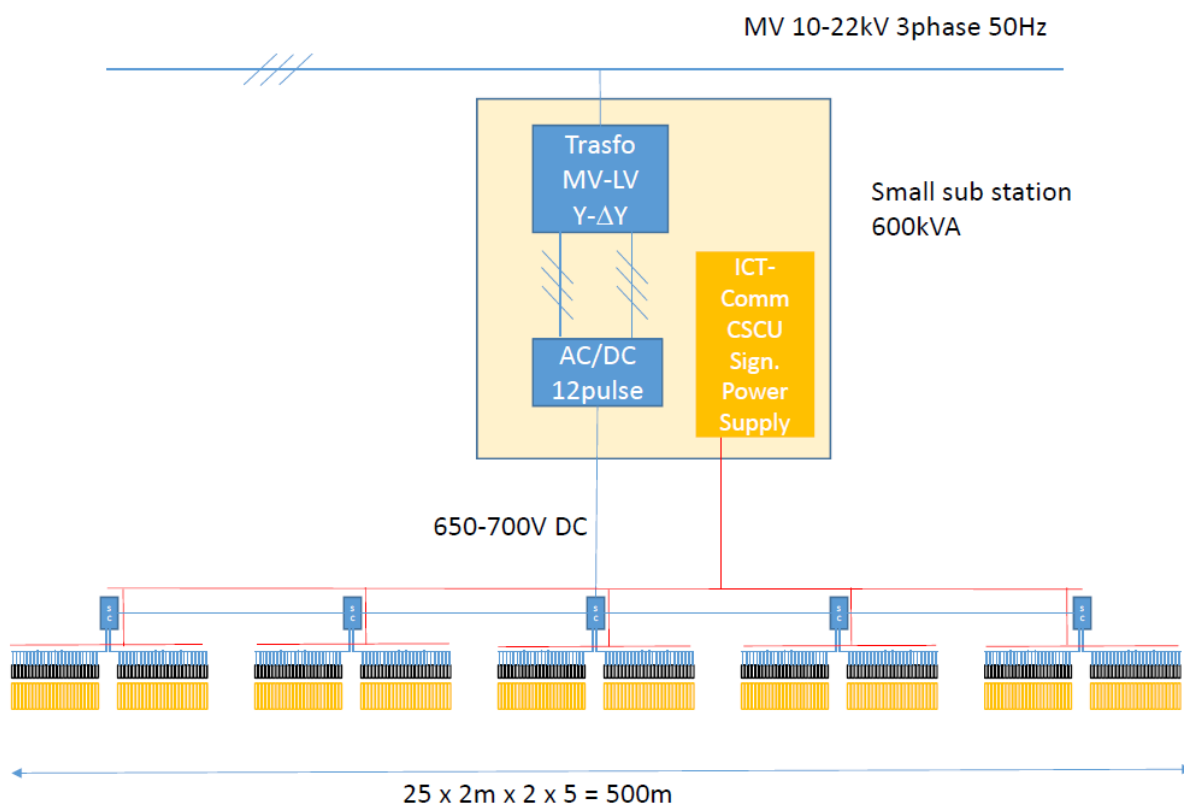 MV 10-22kV 3phase 50Hz
Trasfo
MV-LV
Y-ΔY
Small sub station
600kVA
ICT-
Comm
CSCU
Sign.
Power
Supply
AC/DC
12pulse
650-700V DC
S
C
S
C
S
C
S
C
S
C
25 x 2m x 2 x 5 = 500m